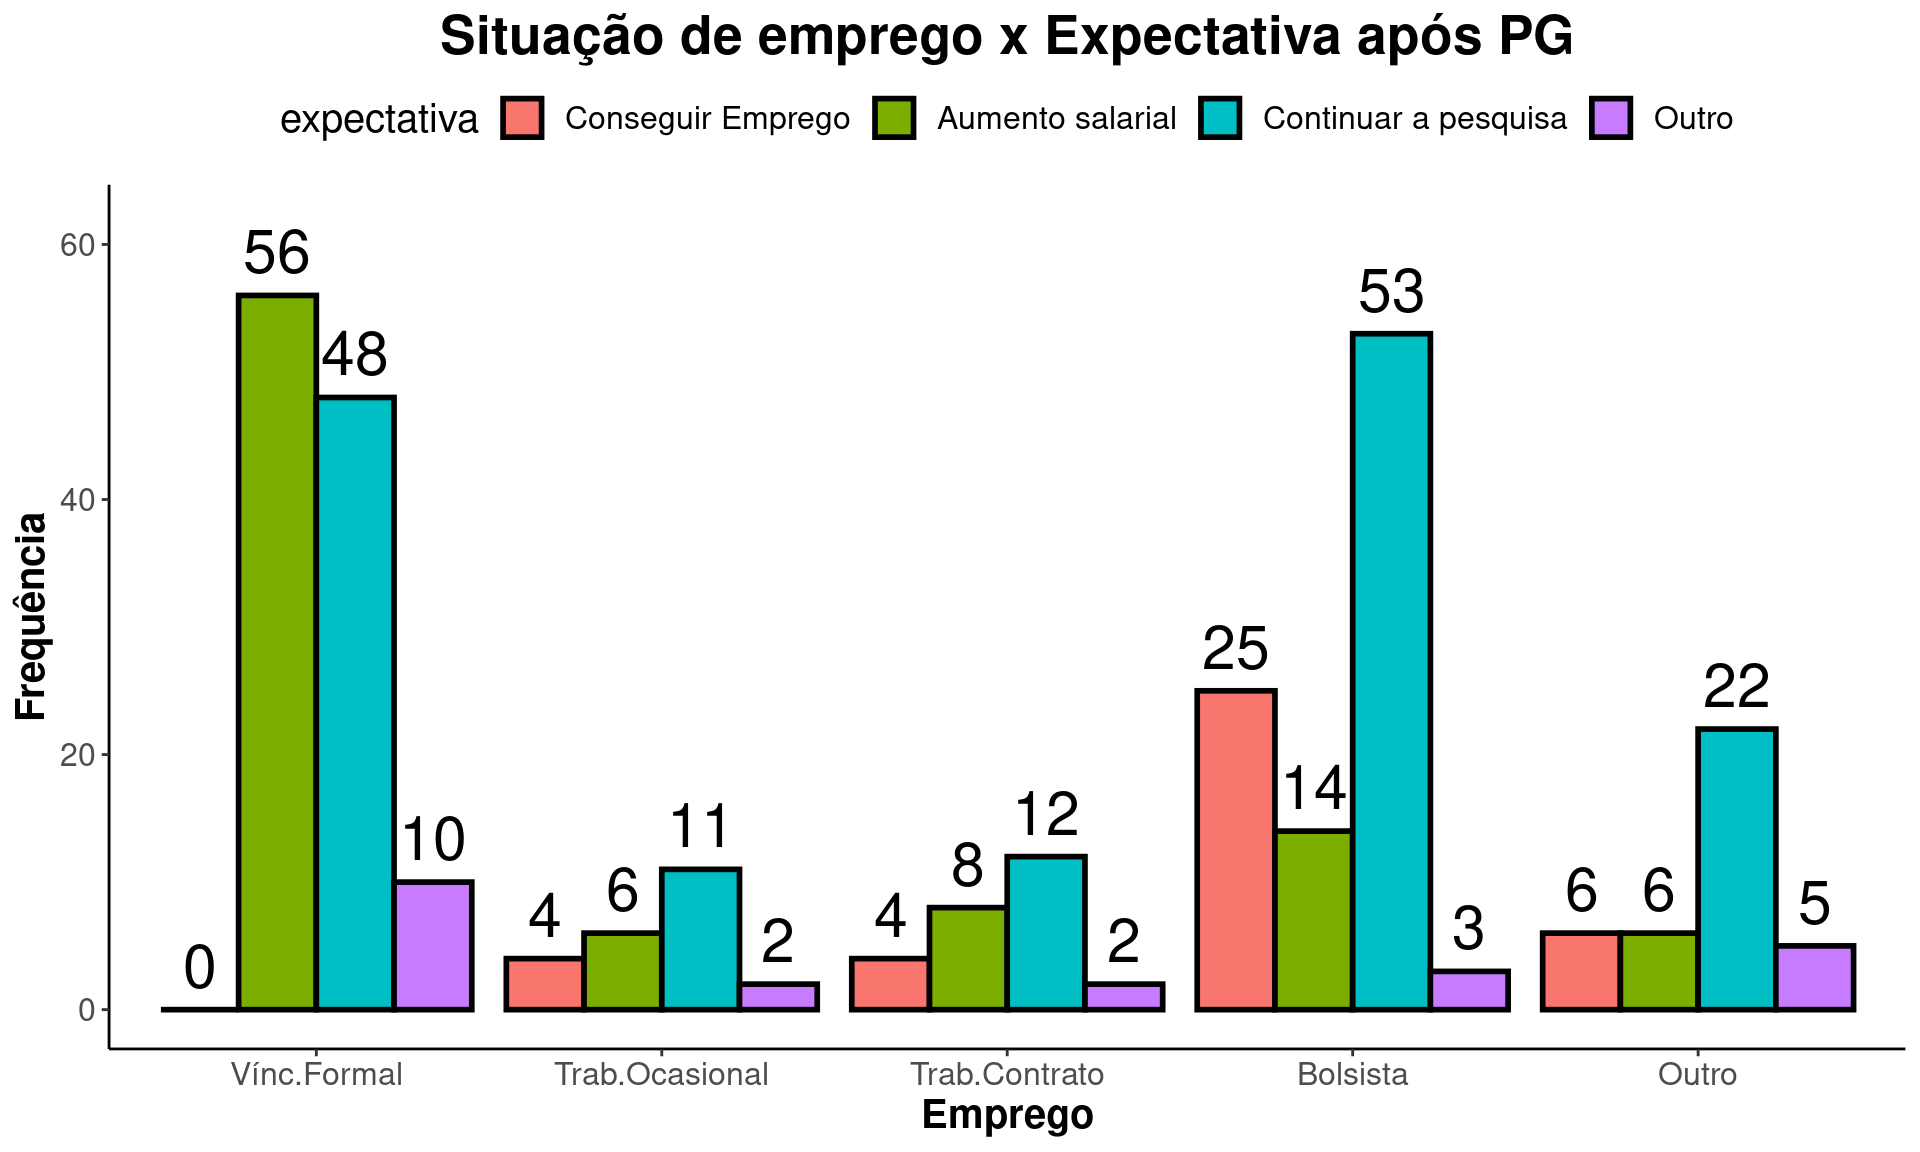 Situação de emprego x Expectativa após PG
expectativa Conseguir Emprego Aumento salarial Continuar a pesquisa Outro
Frequência
60
40
20
0
0 56 48 10
4 6 11 2
4 8 12 2
25 14 53 3
6 6 22 5
Vínc.Formal Trab.Ocasional Trab.Contrato Bolsista Outro
Emprego